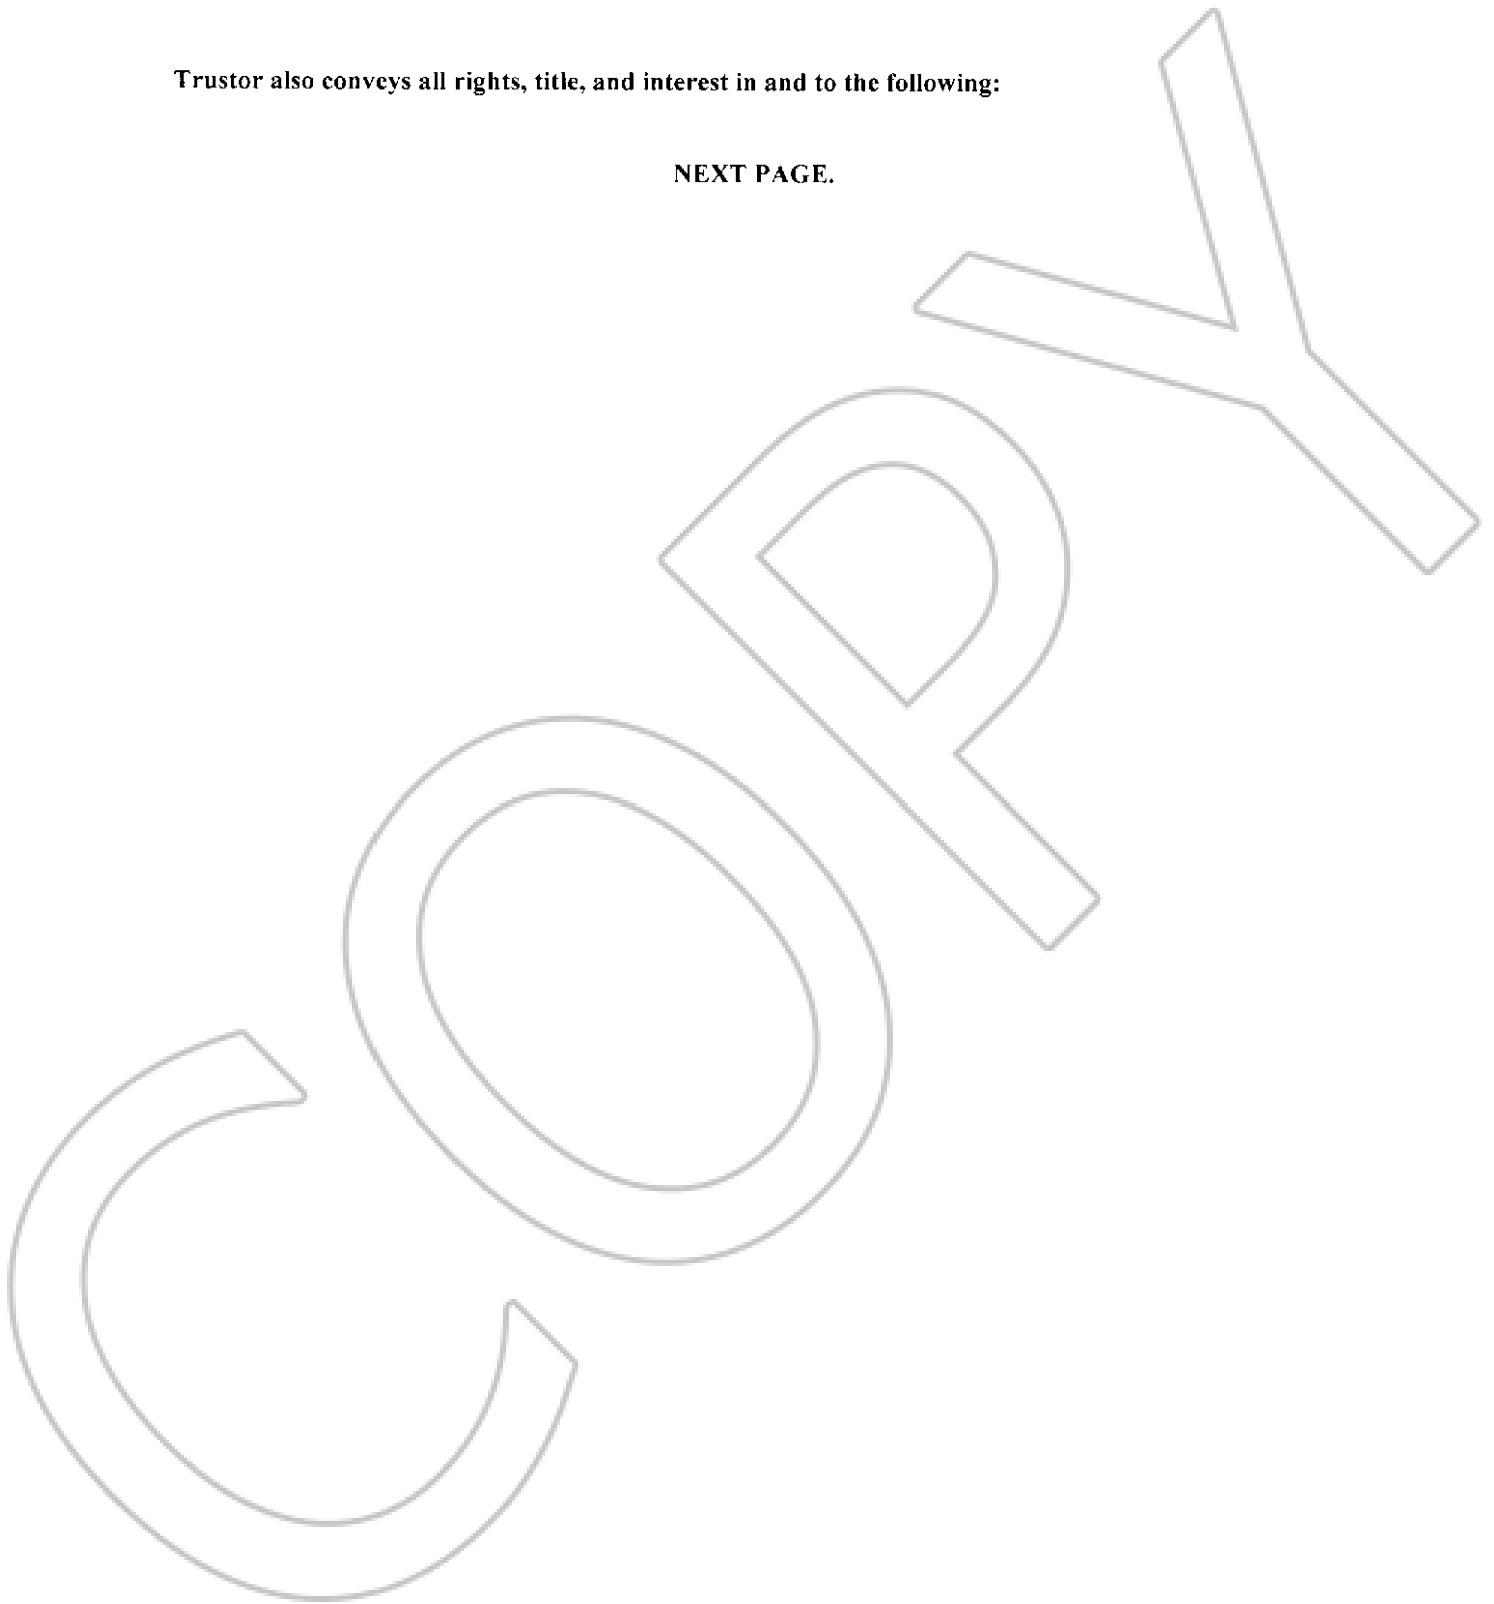 Trustor also conveys all rights, title, and interest in and to the following:
NEXT PAGE.
COPY